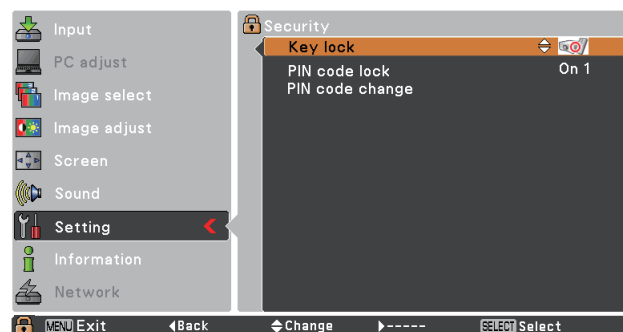 Input
PC adjust
Image select
Image adjust
Screen
Sound
Setting
Information
Network
Security
Key lock
PIN code lock On 1
PIN code change
MENU Exit Back Change ----- SELECT Select